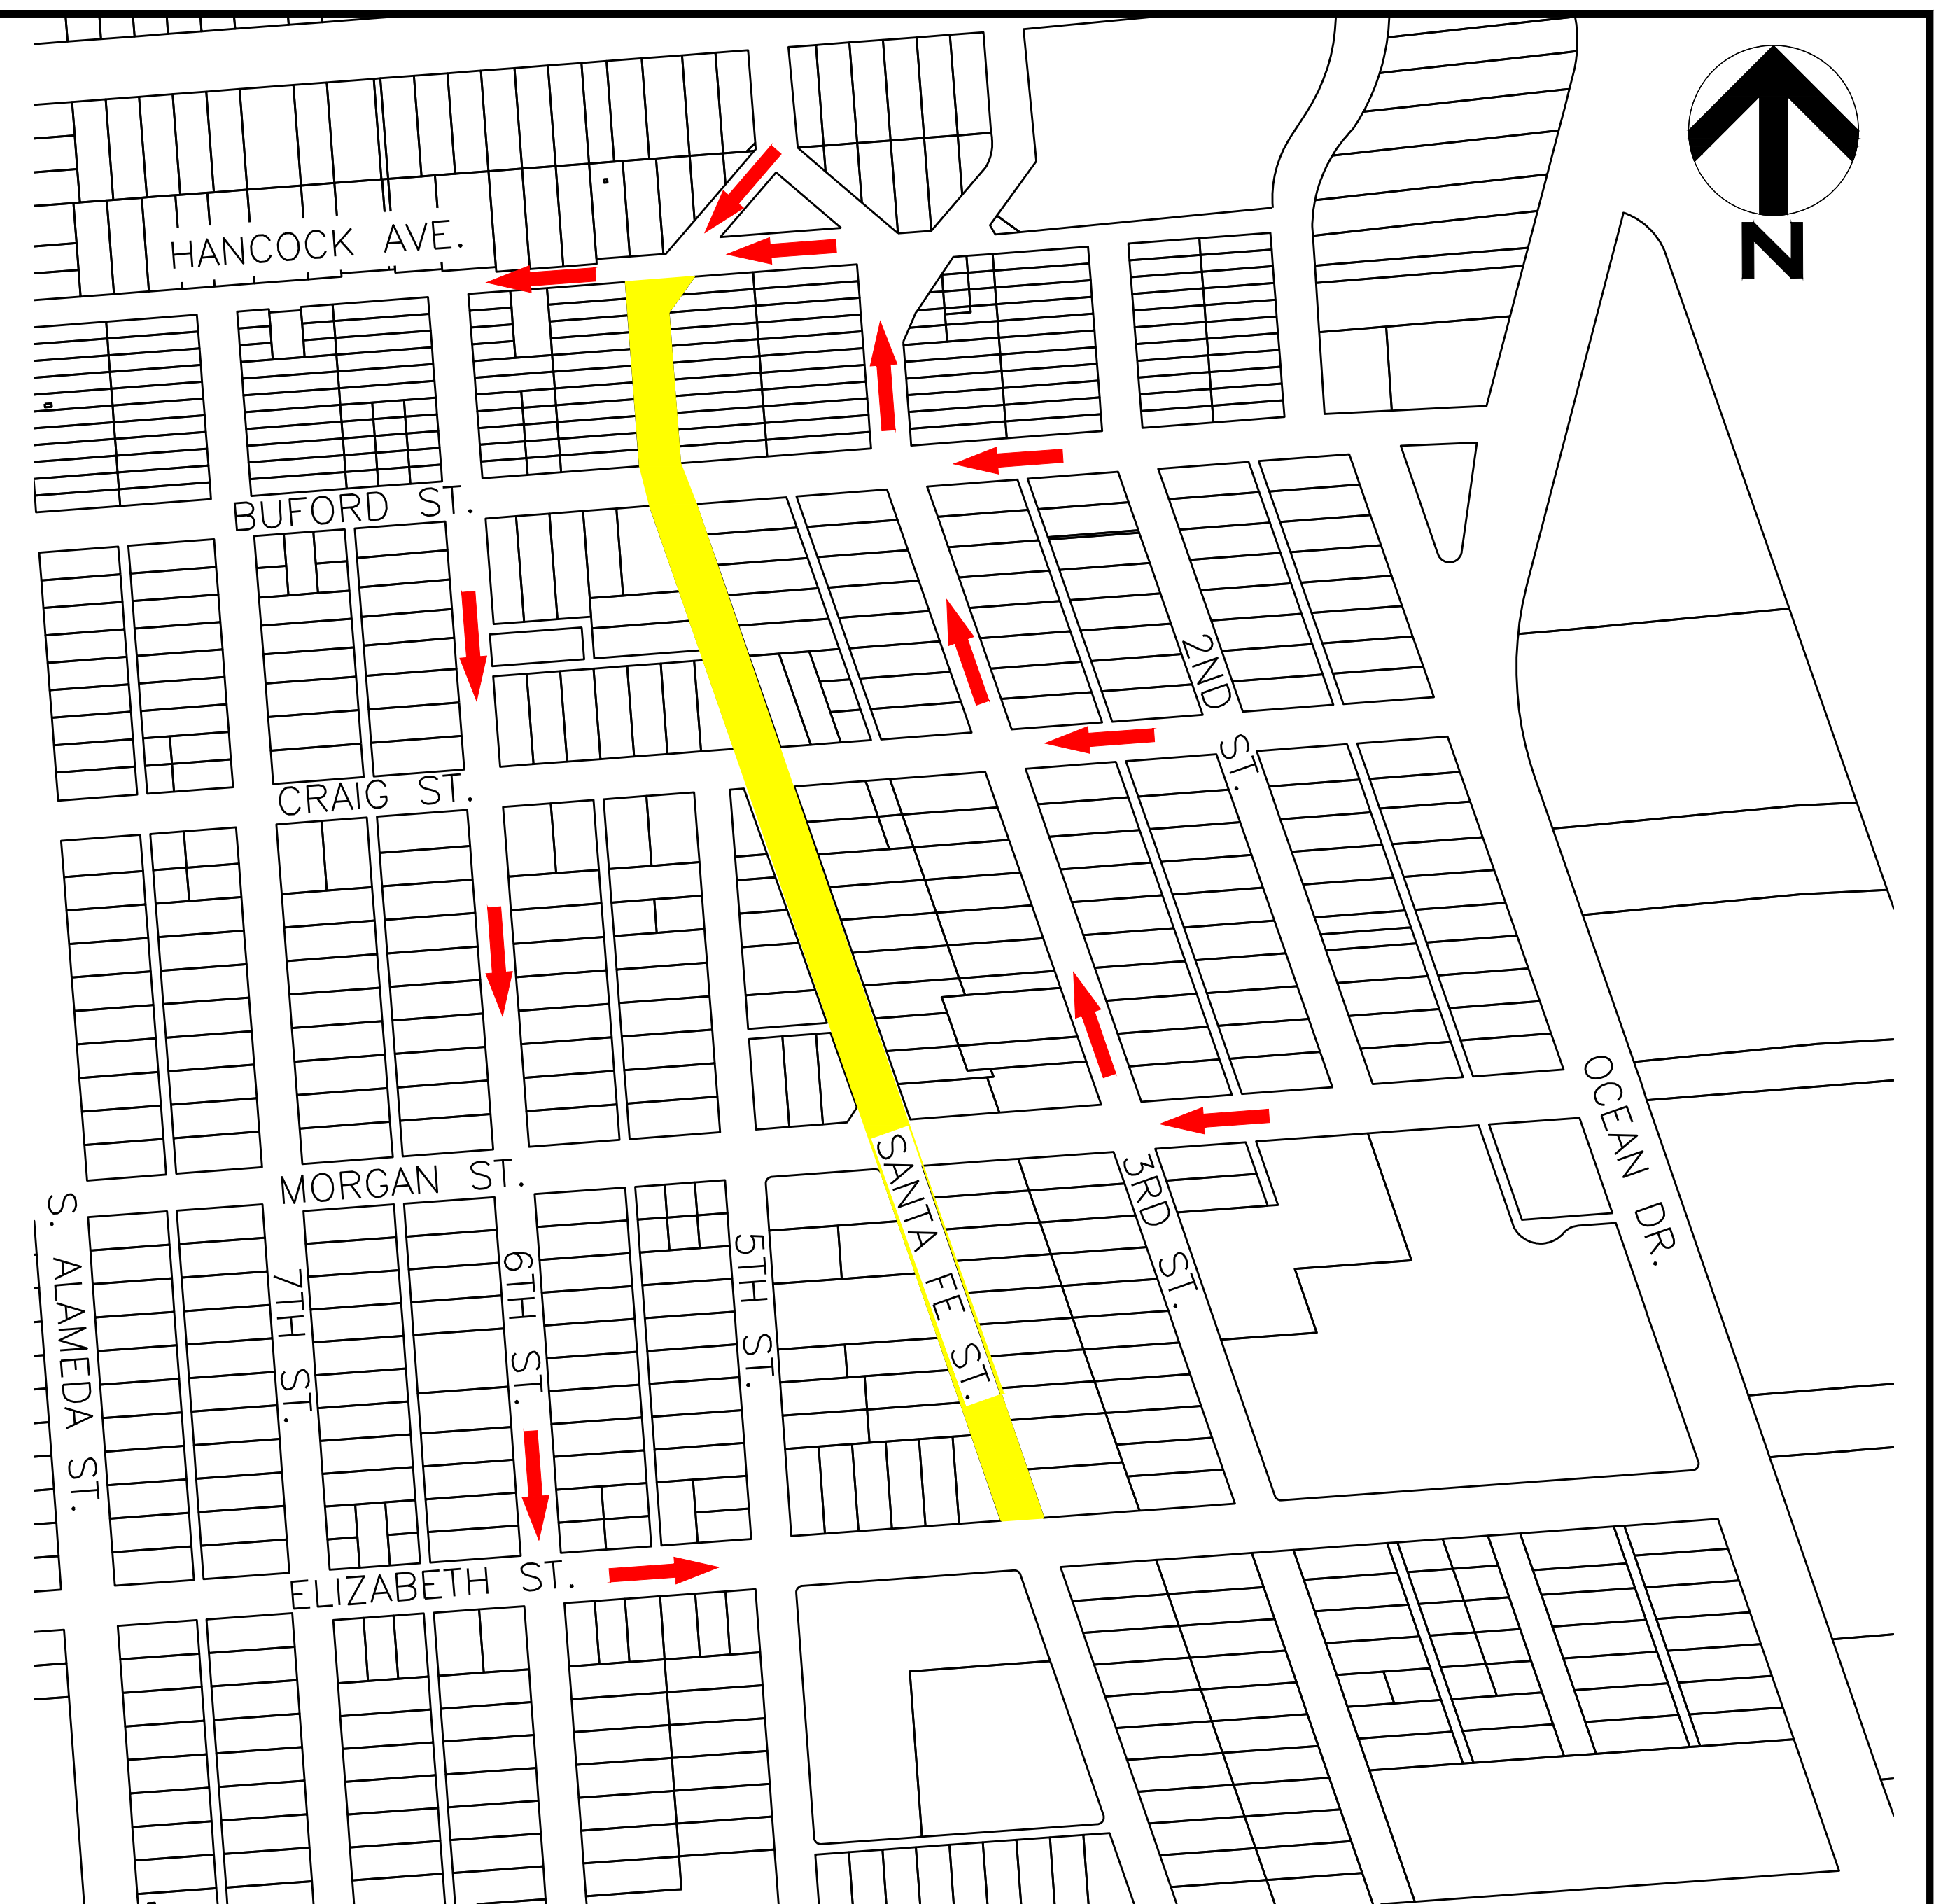 N
HANCOCK AVE.
BUFORD ST.
2ND ST.
CRAIG ST.
OCEAN DR.
MORGAN ST.
SANTA FE ST.
3RD ST.
S. ALAMEDA ST.
7TH ST.
6TH ST.
5TH ST.
ELIZABETH ST.